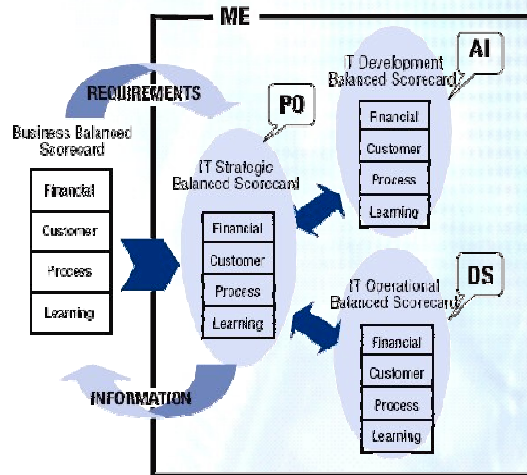 ME
REQUIREMENTS
Business Balanced
Scorecard
Financial
Customer
Process
Learning
INFORMATION
PO
IT Strategic
Balanced Scorecard
Financial
Customer
Process
Learning
AI
IT Development
Balanced Scorecard
Financial
Customer
Process
Learning
DS
IT Operational
Balanced Scorecard
Financial
Customer
Process
Learning